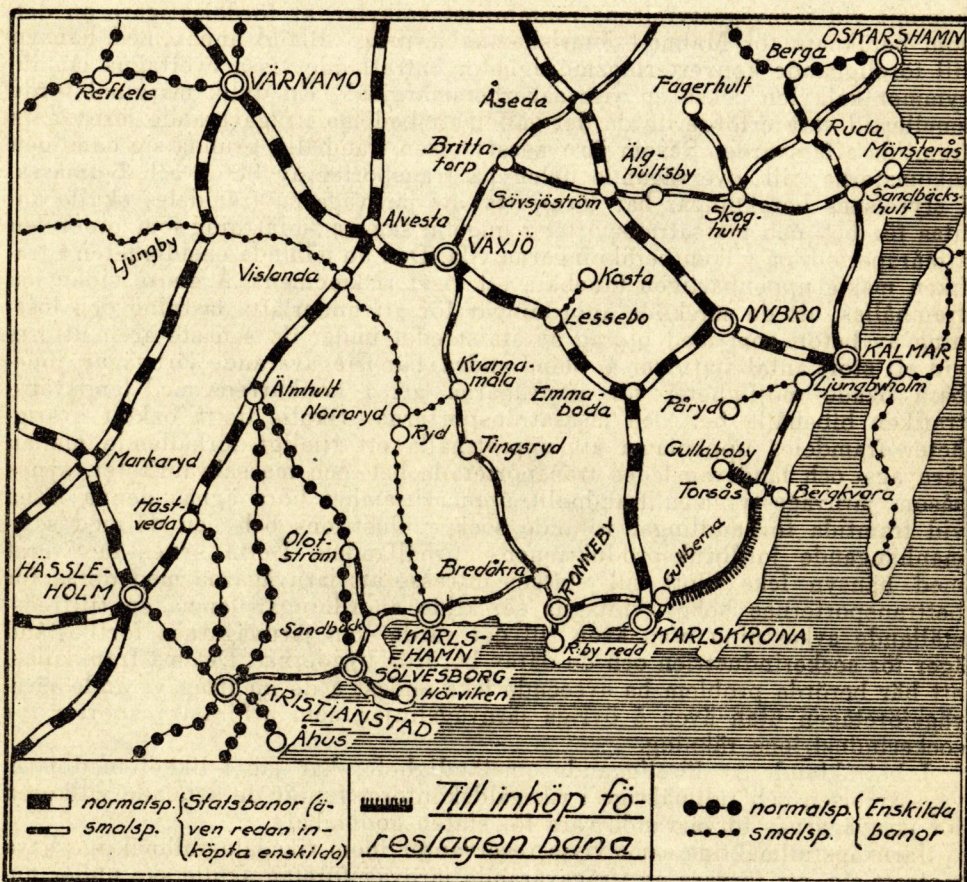 OSKARSHAMN
Berga
VÄRNAMO
Reftele
Åseda
Fagerhult
Ruda
Mönsterås
Britta-
torp
Älg-
hultsby
Sävsjöström
Skog-
hult
Sandbäcks-
hult
Ljungby
Alvesta
VÄXJÖ
Vislanda
Kosta
Lessebo
NYBRO
KALMAR
Kvarna-
måla
Älmhult
Norraryd
Emma-
boda
Ljungbyholm
Påryd
Ryd
Tingsryd
Markaryd
Gullaboby
Torsås
Bergkvara
Häst-
veda
Olof-
ström
RONNEBY
Gullberna
Bredåkra
HÄSSLE-
HOLM
Sandbäck
KARLS-
HAMN
R:by redd
KARLSKRONA
SÖLVESBORG
Hörviken
KRISTIANSTAD
Åhus
normalsp.
smalsp.
Statsbanor (ä-
ven redan in-
köpta enskilda)
Till inköp fö-
reslagen bana
normalsp.
smalsp.
Enskilda
banor